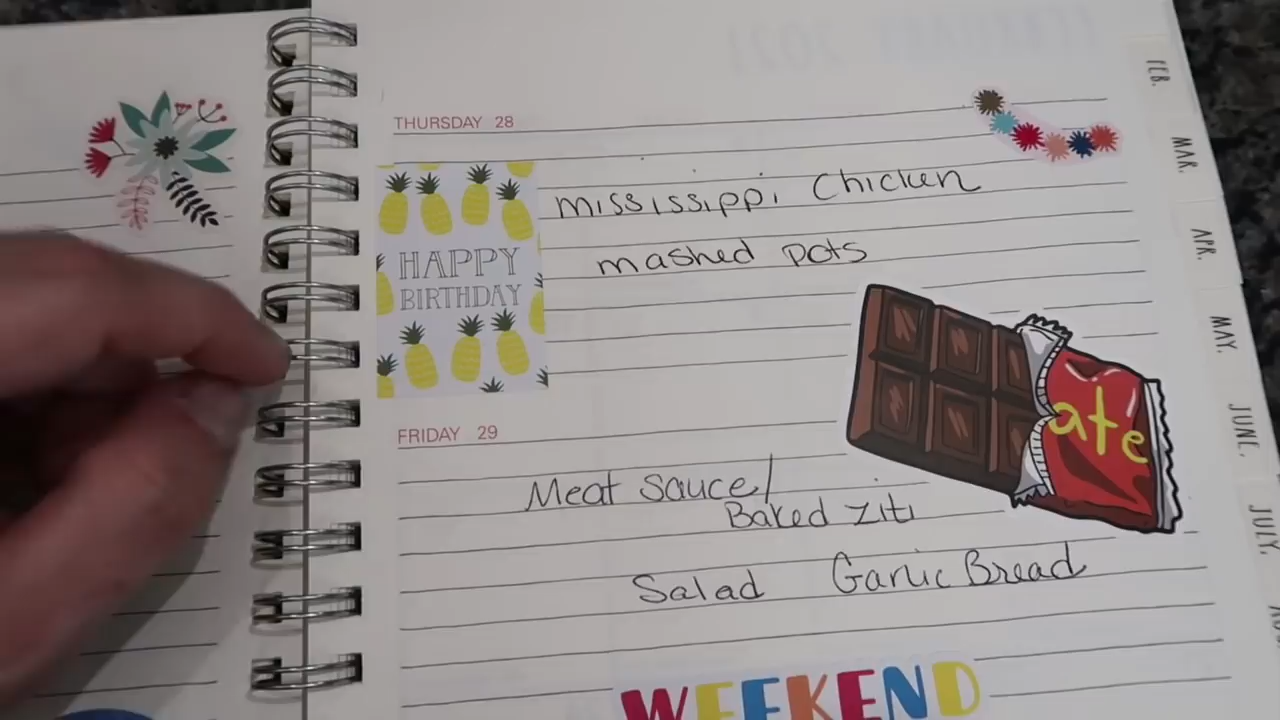 THURSDAY 28
mississippi Chicken
mashed pots
HAPPY
BIRTHDAY
FRIDAY 29
Meat Sauce/
Baked Ziti
Salad Garlic Bread
ate
WEEKEND
FEB.
MAR.
APR.
MAY.
JUNE.
JULY.